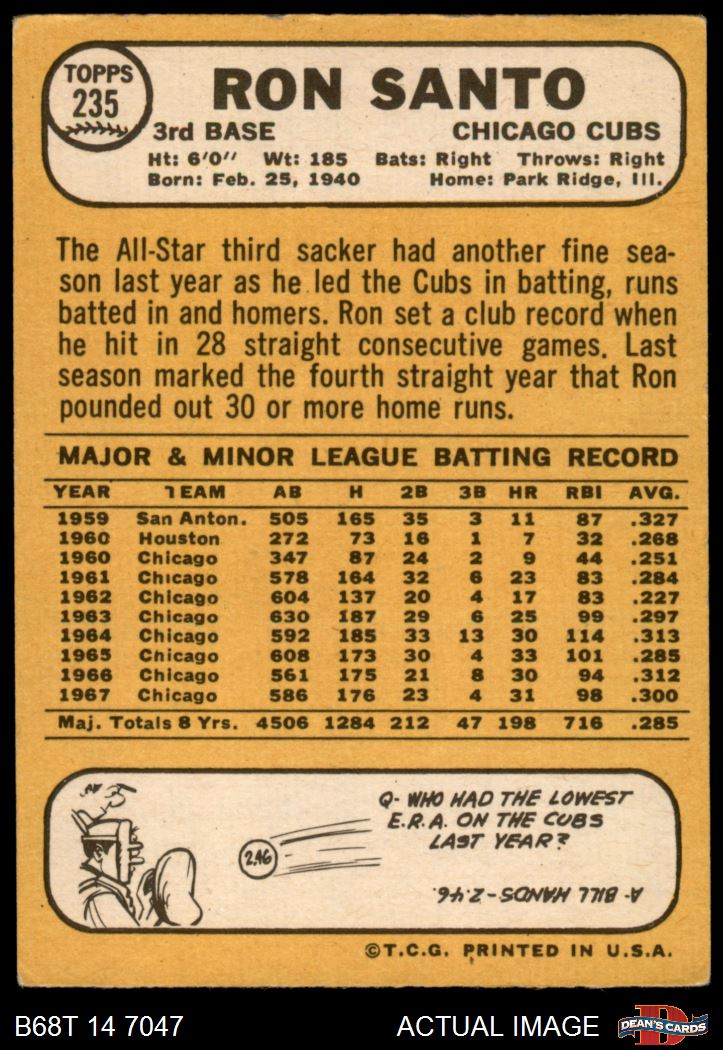 TOPPS
235
RON SANTO
3rd BASE CHICAGO CUBS
Ht: 6'0" Wt: 185 Bats: Right Throws: Right
Born: Feb. 25, 1940 Home: Park Ridge, Ill.
The All-Star third sacker had another fine sea-
son last year as he led the Cubs in batting, runs
batted in and homers. Ron set a club record when
he hit in 28 straight consecutive games. Last
season marked the fourth straight year that Ron
pounded out 30 or more home runs.
MAJOR & MINOR LEAGUE BATTING RECORD
YEAR TEAM AB H 2B 3B HR RBI AVG.
1959 San Anton. 505 165 35 3 11 87 .327
1960 Houston 272 73 16 1 7 32 .268
1960 Chicago 347 87 24 2 9 44 .251
1961 Chicago 578 164 32 6 23 83 .284
1962 Chicago 604 137 20 4 17 83 .227
1963 Chicago 630 187 29 6 25 99 .297
1964 Chicago 592 185 33 13 30 114 .313
1965 Chicago 608 173 30 4 33 101 .285
1966 Chicago 561 175 21 8 30 94 .312
1967 Chicago 586 176 23 4 31 98 .300
Maj. Totals 8 Yrs. 4506 1284 212 47 198 716 .285
Q- WHO HAD THE LOWEST
E.R.A. ON THE CUBS
LAST YEAR?
2.46
A- BILL HANDS-2.46.
©T.C.G. PRINTED IN U.S.A.
B68T 14 7047 ACTUAL IMAGE
DEAN'S CARDS